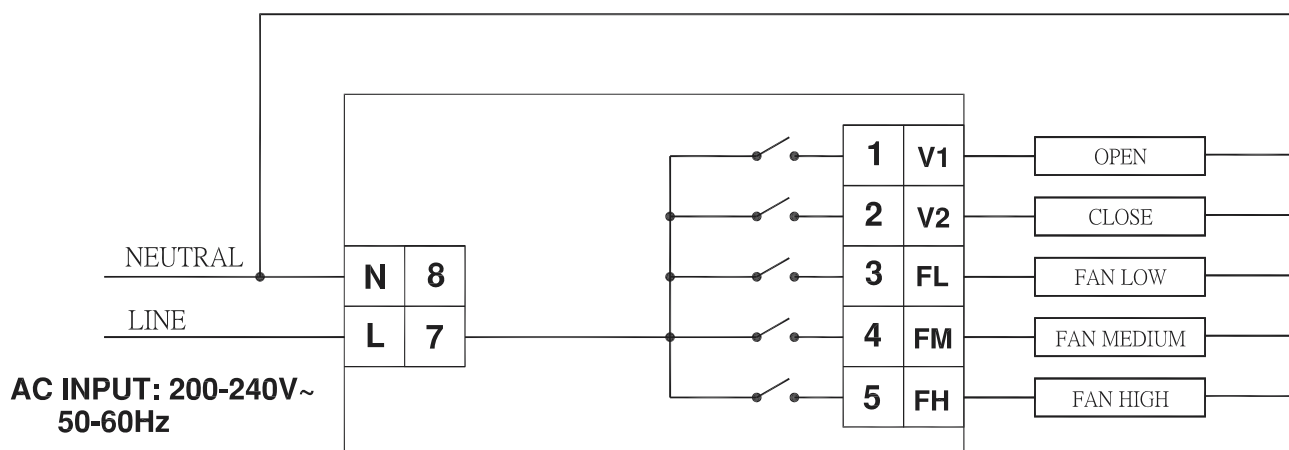 1 V1 OPEN
2 V2 CLOSE
NEUTRAL
N 8
3 FL FAN LOW
LINE
L 7
4 FM FAN MEDIUM
AC INPUT: 200-240V~
50-60Hz
5 FH FAN HIGH